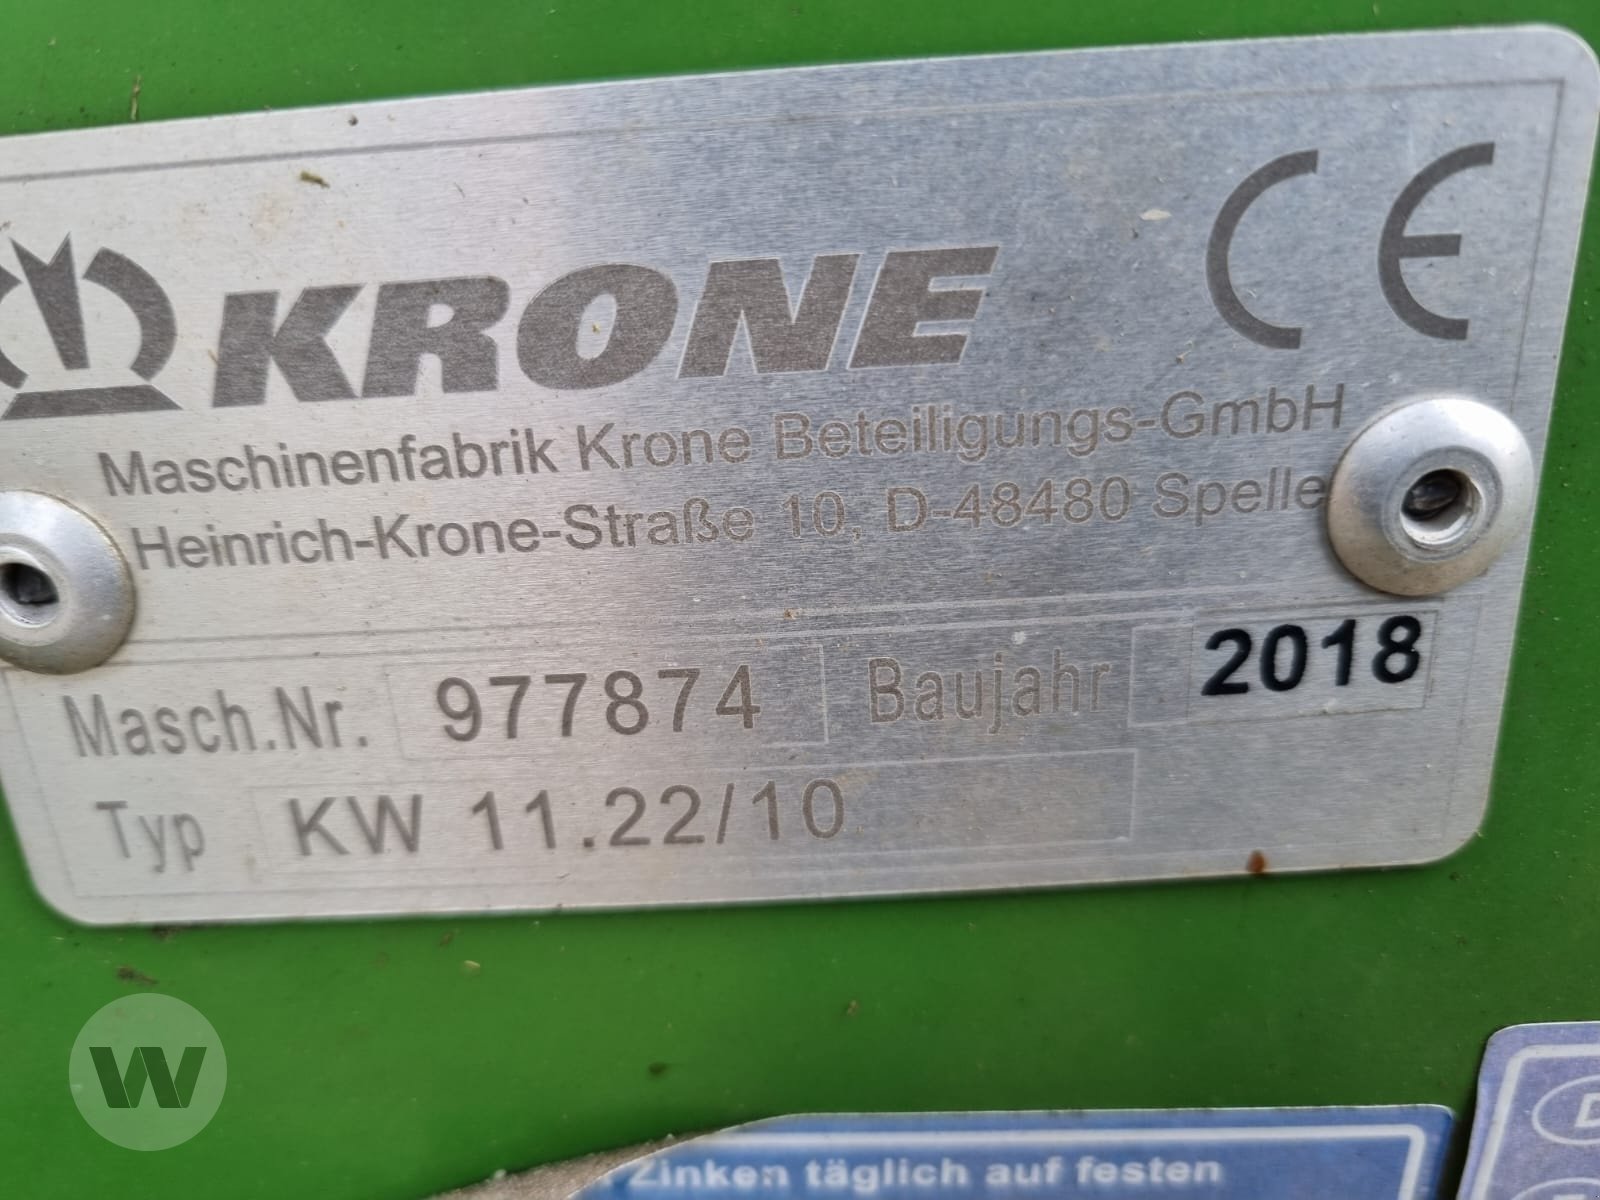 KRONE CE
Maschinenfabrik Krone Beteiligungs-GmbH
Heinrich-Krone-Straße 10, D-48480 Spelle
Masch.Nr. 977874 Baujahr 2018
Typ KW 11.22/10
W
Zinken täglich auf festen
D